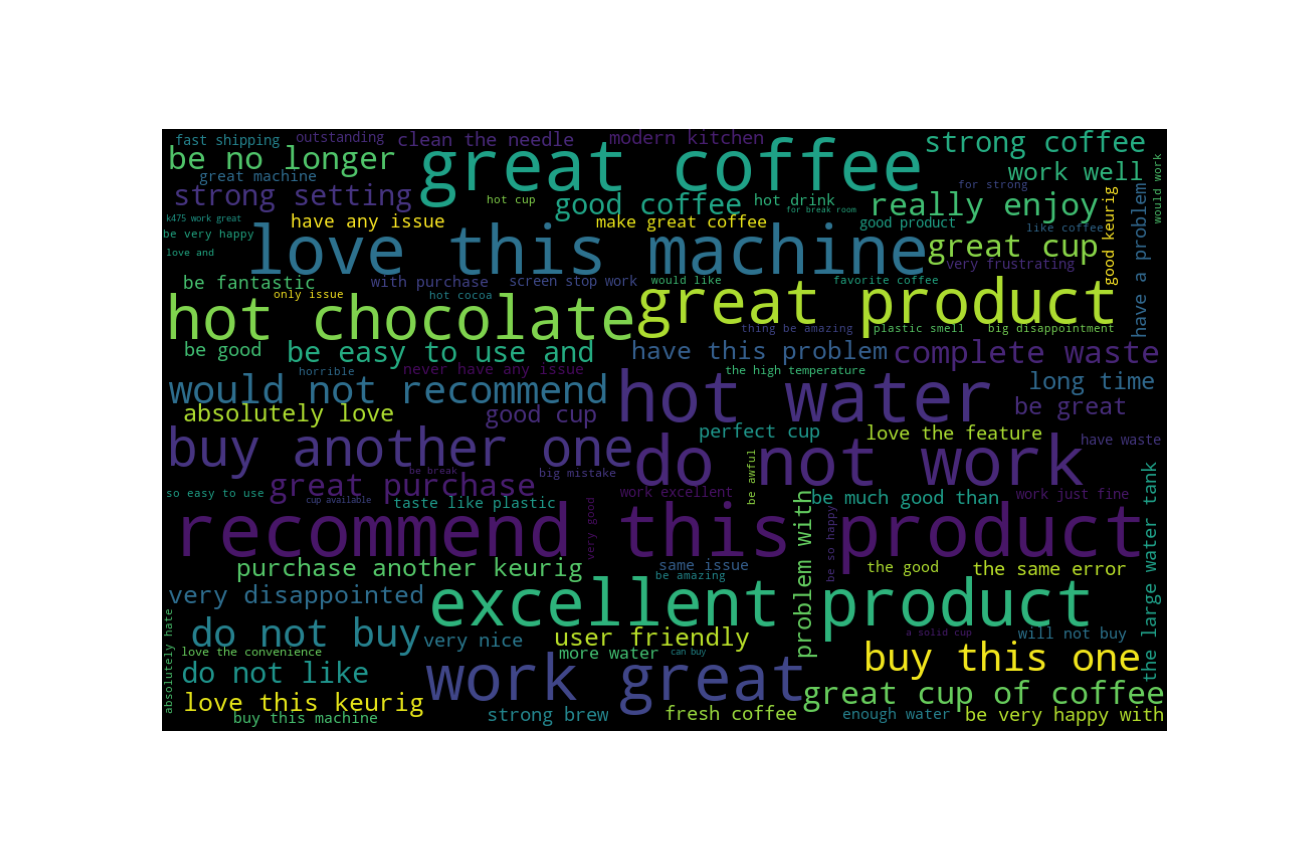 fast shipping
outstanding
clean the needle
modern kitchen
strong coffee
be no longer
great coffee
work well
great machine
strong setting
hot cup
good coffee
hot drink
for break room
really enjoy
for strong
would work
k475 work great
have any issue
make great coffee
good product
like coffee
good keurig
have a problem
be very happy
love this machine
great cup
love and
very frustrating
be fantastic
with purchase
screen stop work
would like
favorite coffee
only issue
hot cocoa
hot chocolate
great product
thing be amazing
plastic smell
big disappointment
be good
be easy to use and
have this problem
complete waste
horrible
never have any issue
the high temperature
would not recommend
hot water
long time
absolutely love
good cup
be great
perfect cup
love the feature
have waste
buy another one
do not work
be break
big mistake
be awful
great purchase
so easy to use
cup available
taste like plastic
work excellent
be much good than
work just fine
the large water tank
recommend this product
very good
problem with
be so happy
purchase another keurig
same issue
be amazing
the good
the same error
very disappointed
excellent product
absolutely hate
do not buy
very nice
user friendly
a solid cup
will not buy
love the convenience
more water
can buy
buy this one
do not like
work great
love this keurig
great cup of coffee
buy this machine
strong brew
fresh coffee
enough water
be very happy with